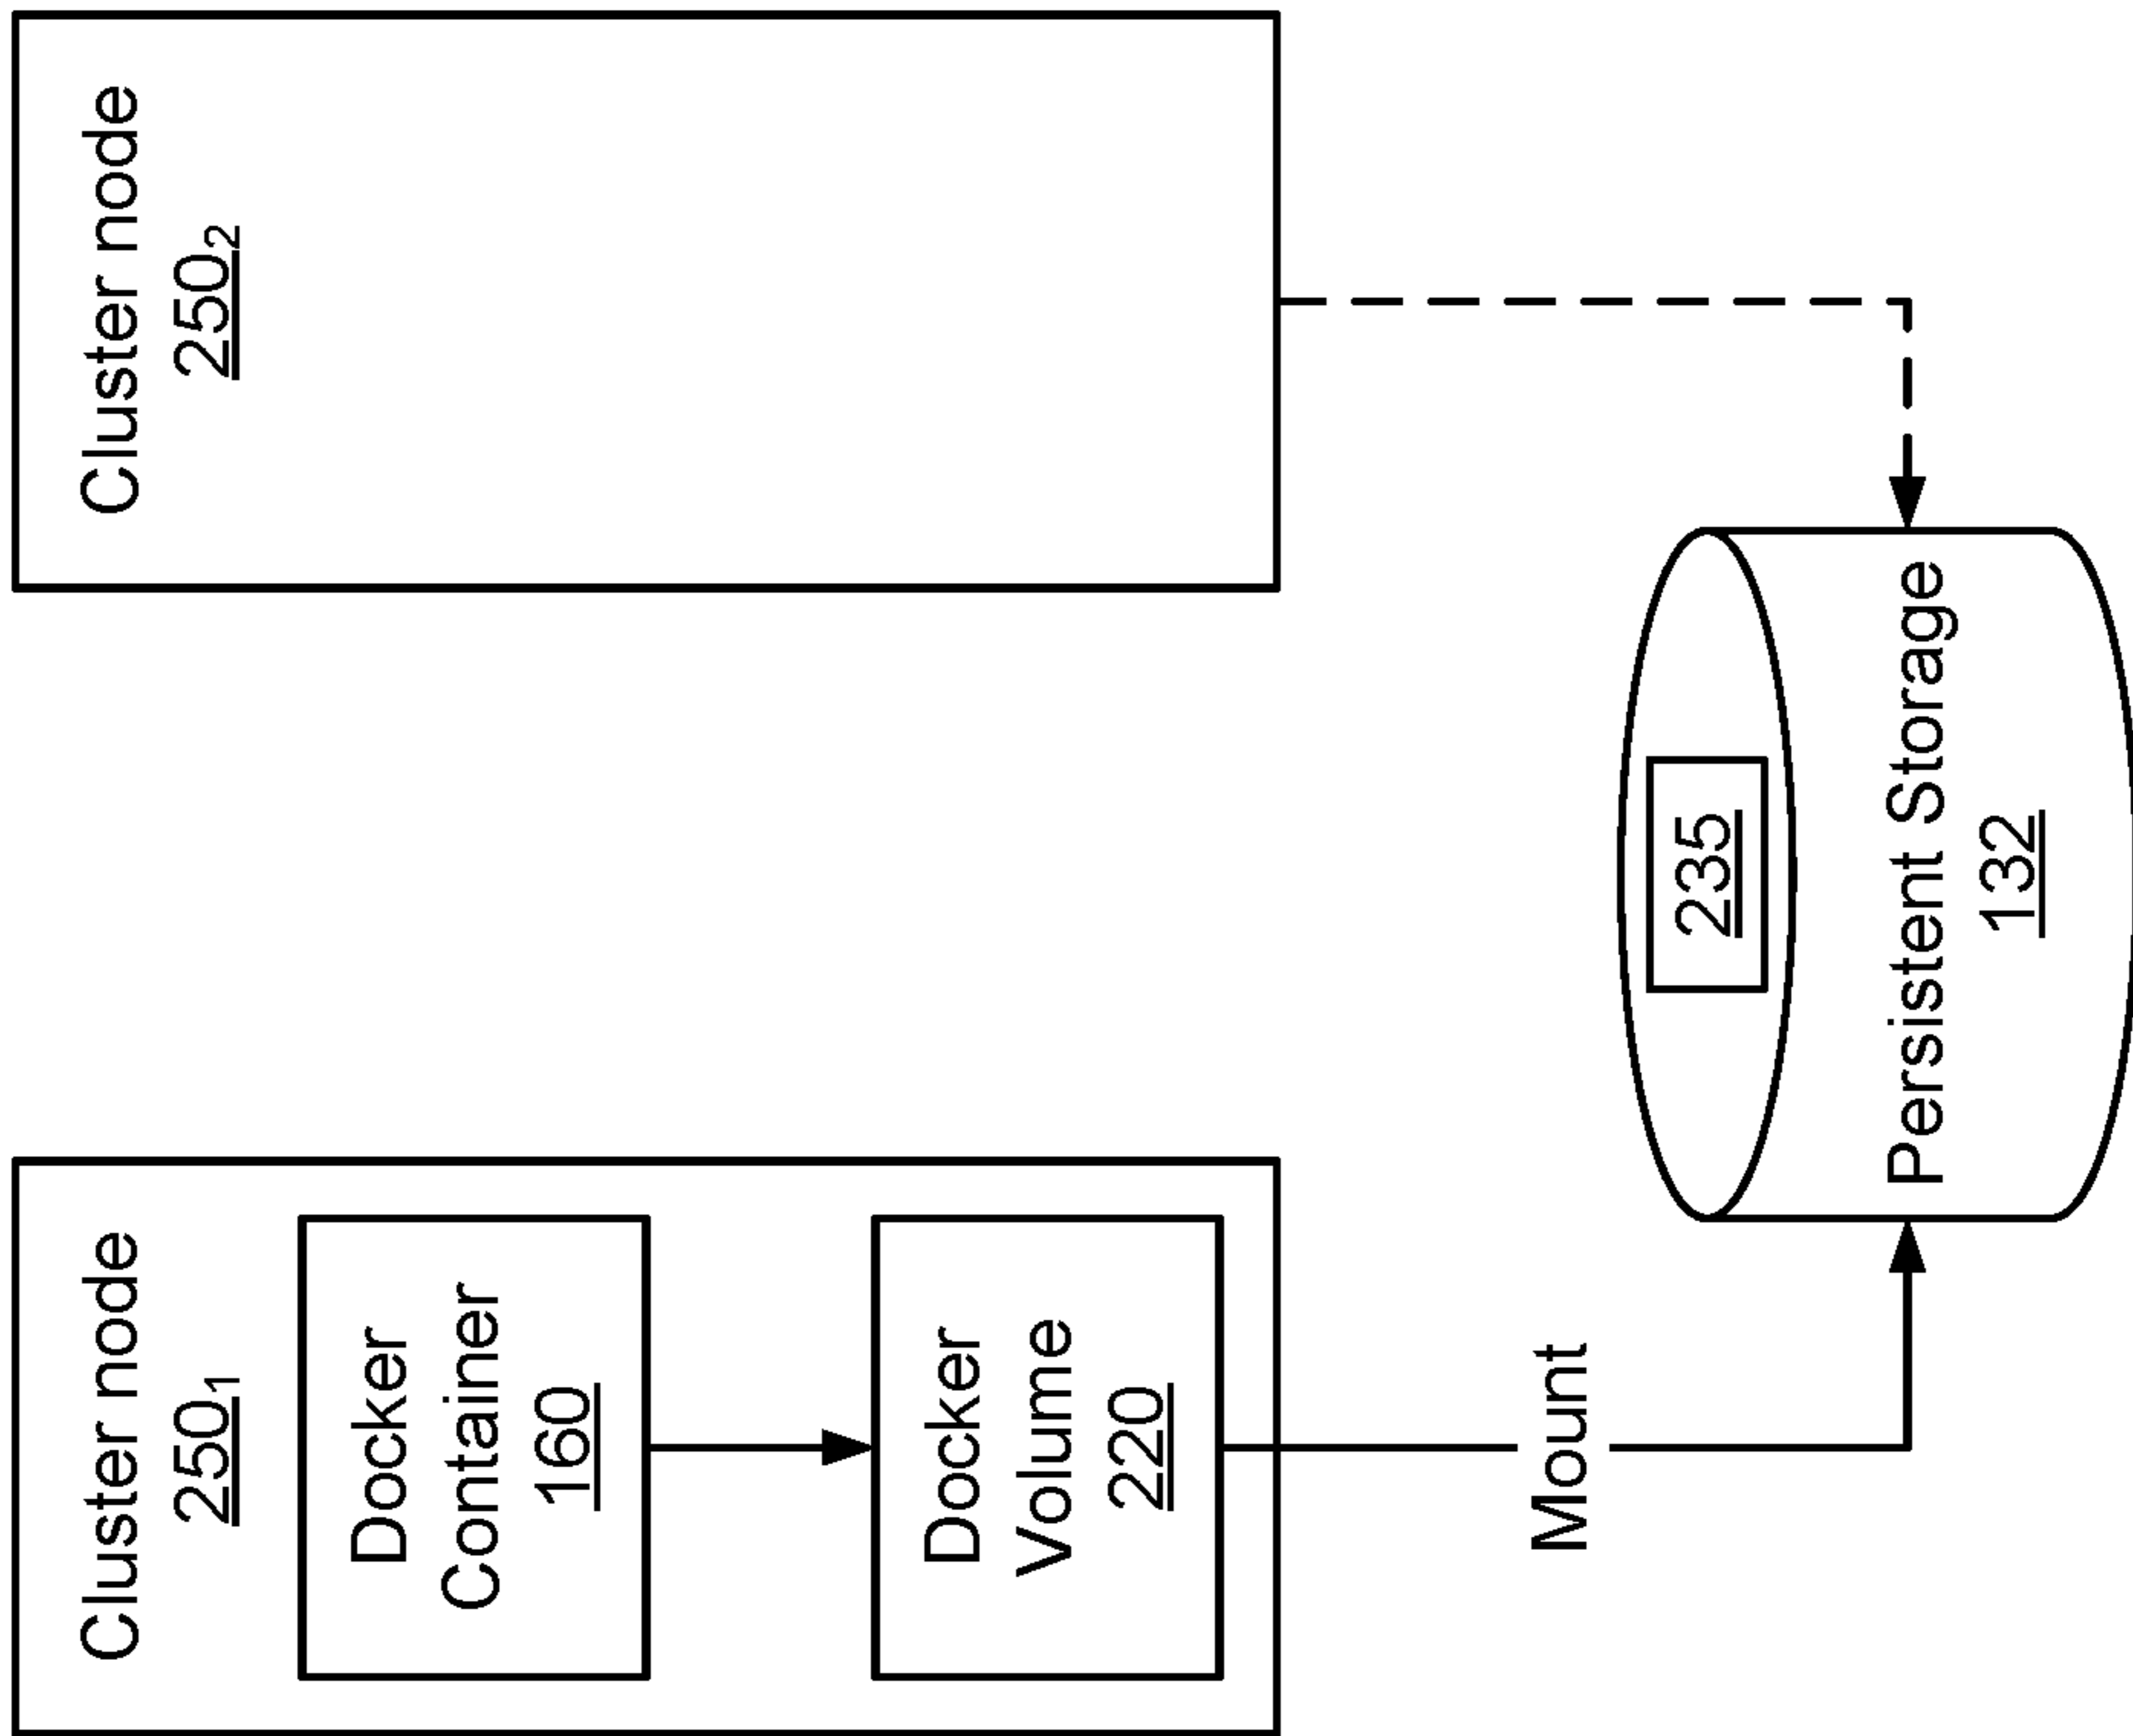 Cluster node
250₁
Docker
Container
160
Docker
Volume
220
Mount
Cluster node
250₂
235
Persistent Storage
132